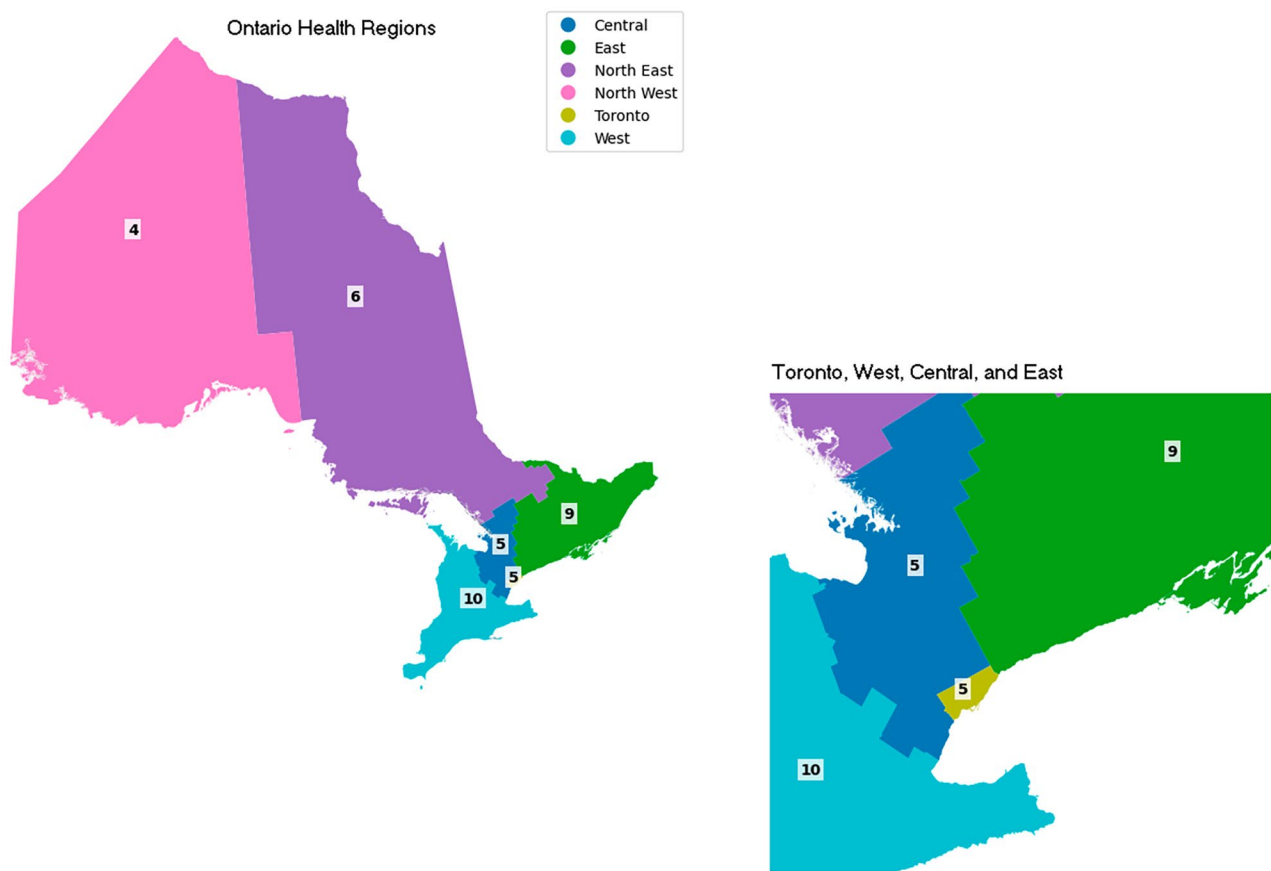 Ontario Health Regions
Central
East
North East
North West
Toronto
West
4
6
9
5
5
10
Toronto, West, Central, and East
9
5
5
10